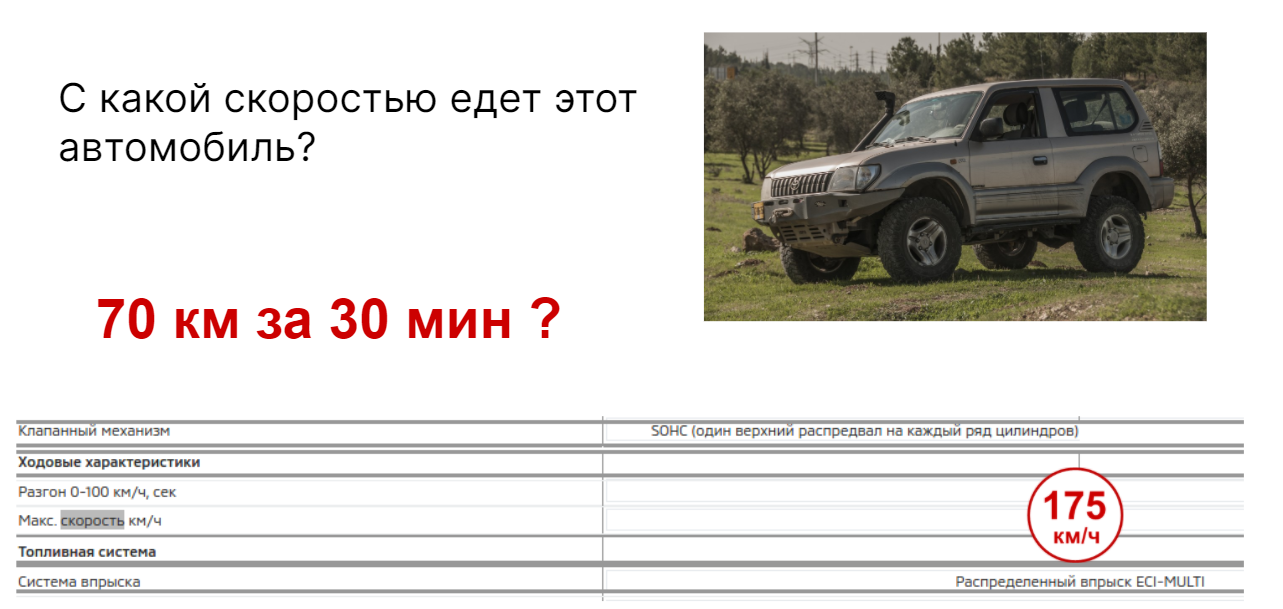 С какой скоростью едет этот
автомобиль?
70 км за 30 мин ?
Клапанный механизм SOHC (один верхний распредвал на каждый ряд цилиндров)
Ходовые характеристики
Разгон 0-100 км/ч, сек
Макс. скорость км/ч
175
км/ч
Топливная система
Система впрыска Распределенный впрыск ECI-MULTI